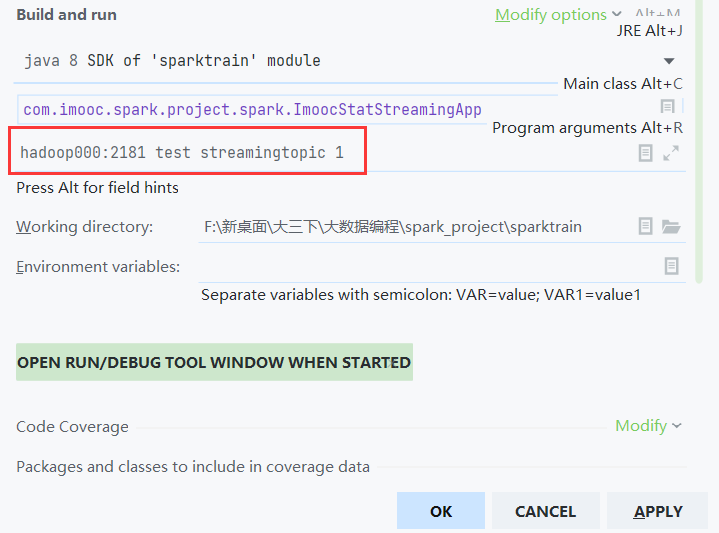 Build and run
Modify options
Alt+M
JRE Alt+J
java 8 SDK of 'sparktrain' module
Main class Alt+C
com.imooc.spark.project.spark.ImoocStatStreamingApp
Program arguments Alt+R
hadoop000:2181 test streamingtopic 1
Press Alt for field hints
Working directory: F:\新桌面\大三下\大数据编程\spark_project\sparktrain
Environment variables:
Separate variables with semicolon: VAR=value; VAR1=value1
OPEN RUN/DEBUG TOOL WINDOW WHEN STARTED
Code Coverage Modify
Packages and classes to include in coverage data
OK CANCEL APPLY